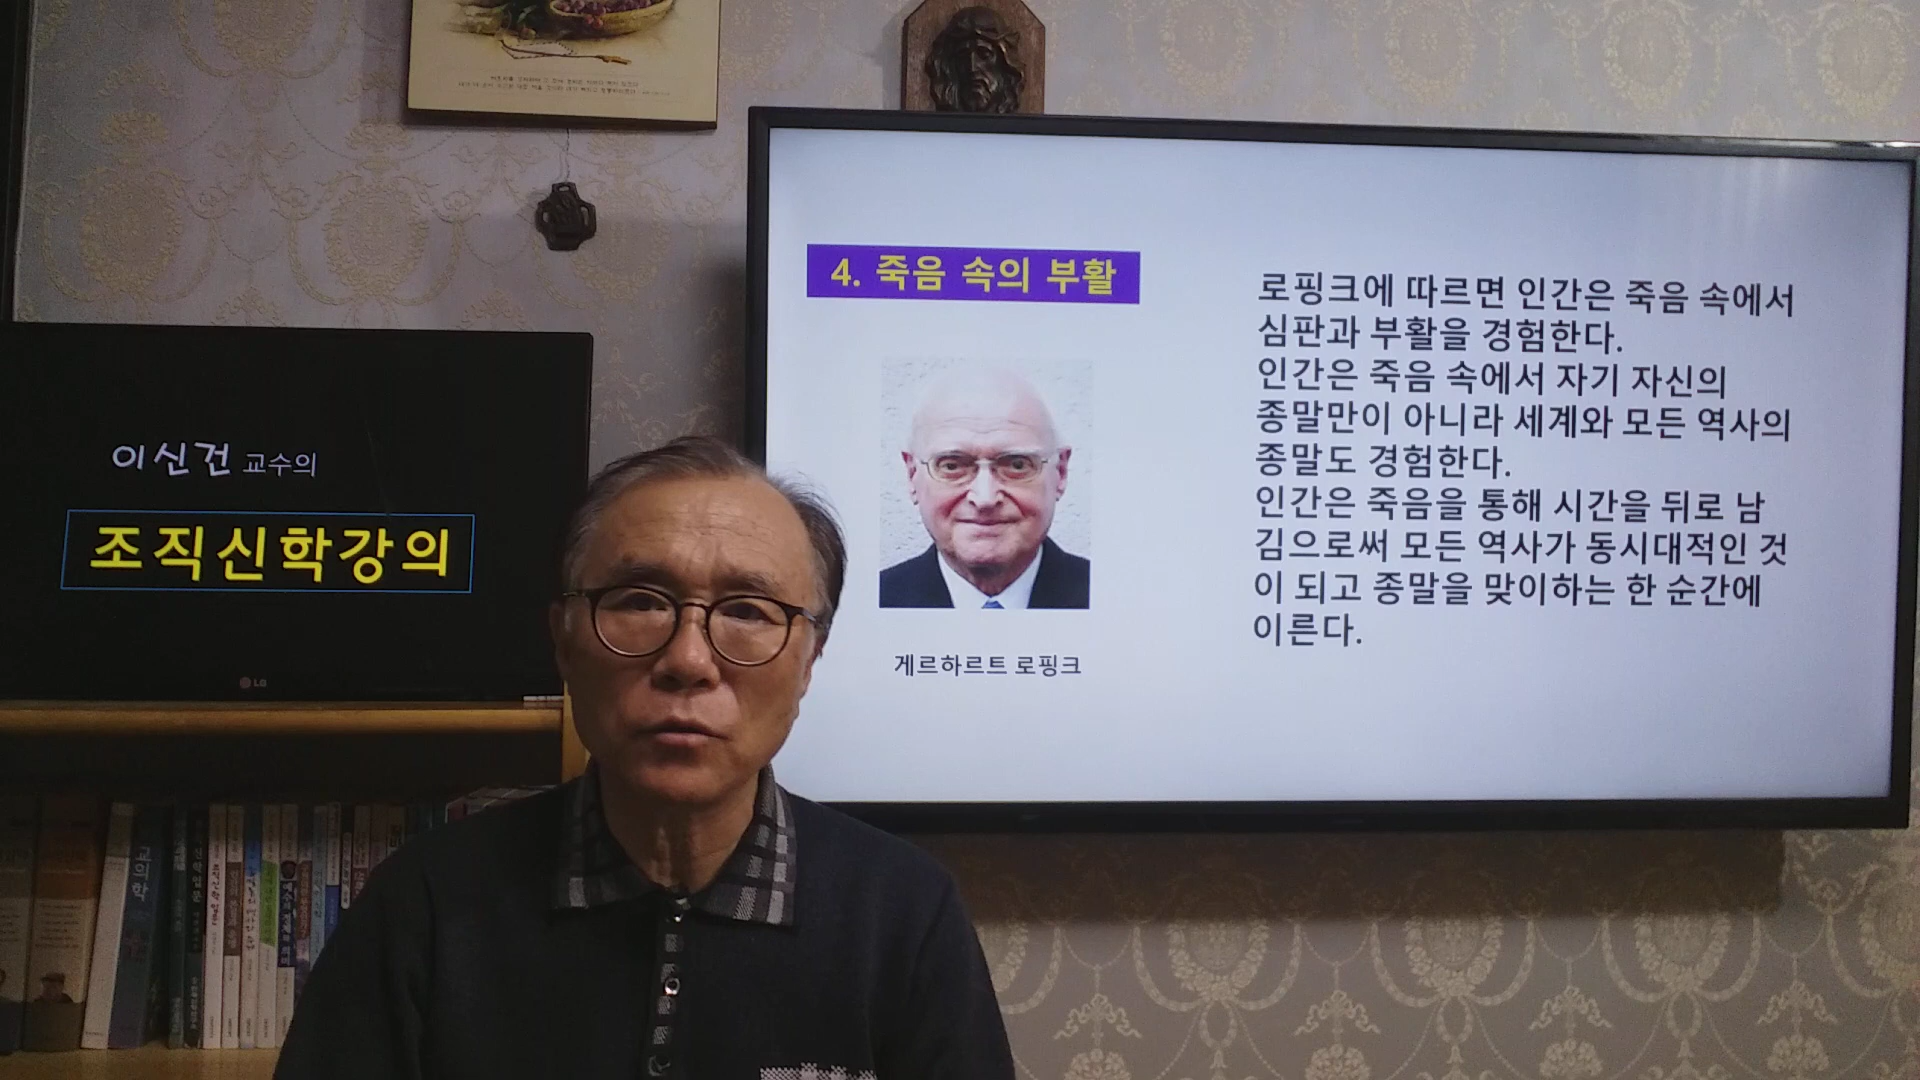 이신건 교수의
조직신학강의
LG
4. 죽음 속의 부활
게르하르트 로핑크
로핑크에 따르면 인간은 죽음 속에서
심판과 부활을 경험한다.
인간은 죽음 속에서 자기 자신의
종말만이 아니라 세계와 모든 역사의
종말도 경험한다.
인간은 죽음을 통해 시간을 뒤로 남
김으로써 모든 역사가 동시대적인 것
이 되고 종말을 맞이하는 한 순간에
이른다.
교의학